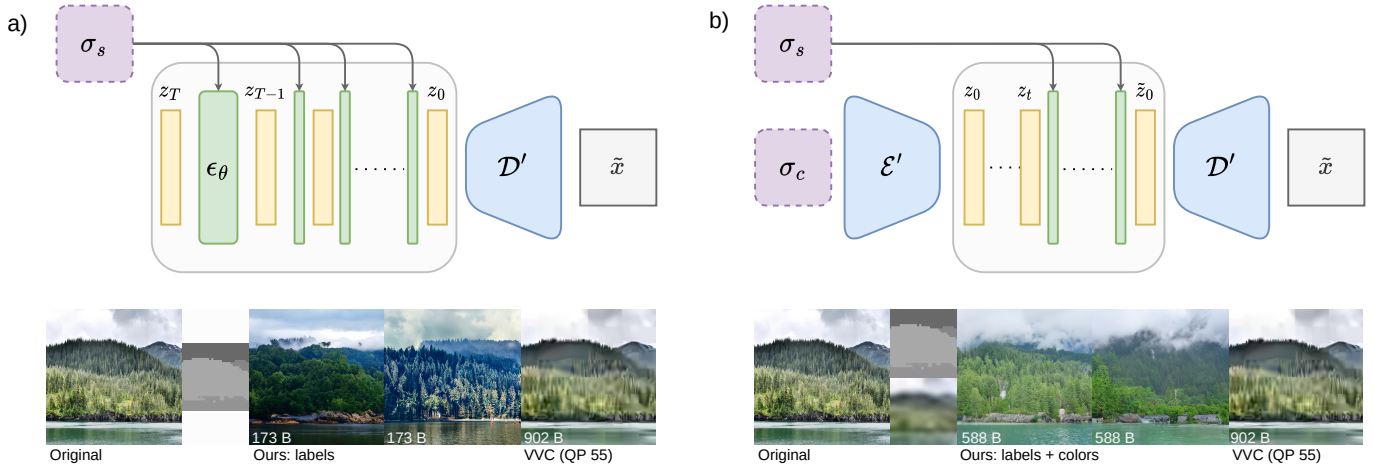 a)
σ_s
z_T
z_{T−1}
z_0
ϵ_θ
......
𝒟′
x̃
173 B
173 B
902 B
Original
Ours: labels
VVC (QP 55)
b)
σ_s
z_0
z_t
z̃_0
σ_c
ℰ′
....
......
𝒟′
x̃
588 B
588 B
902 B
Original
Ours: labels + colors
VVC (QP 55)